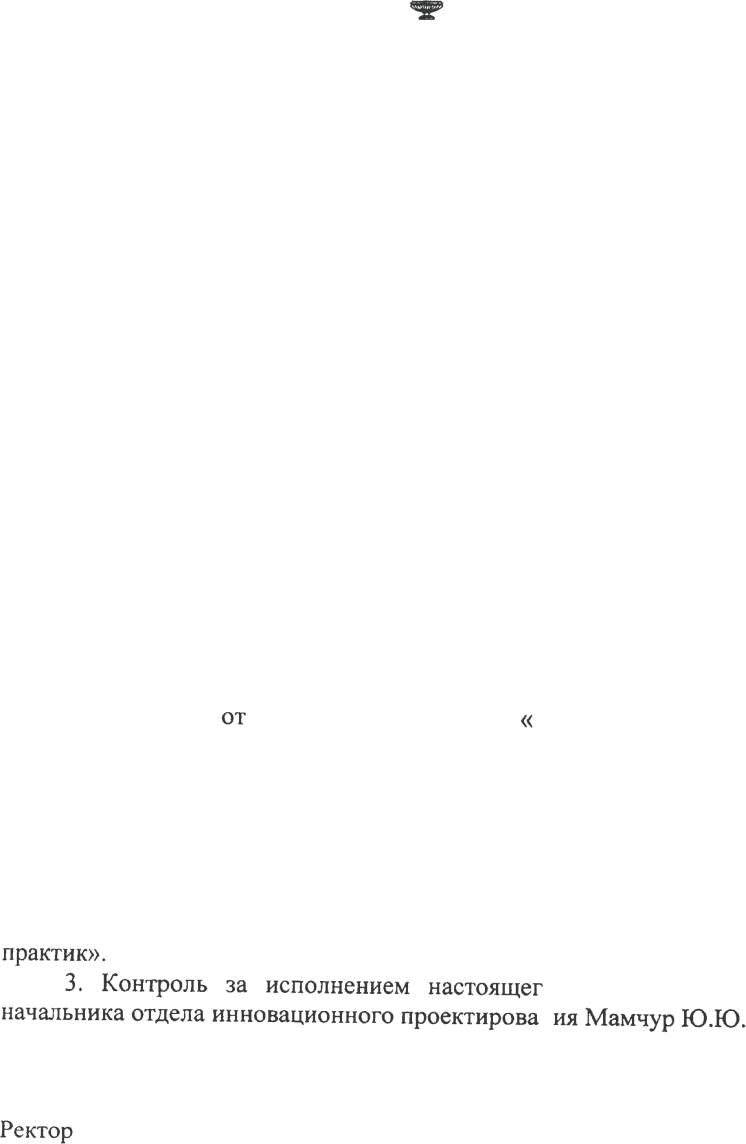 от «
практик».
3. Контроль за исполнением настоящег
начальника отдела инновационного проектирова ия Мамчур Ю.Ю.
Ректор